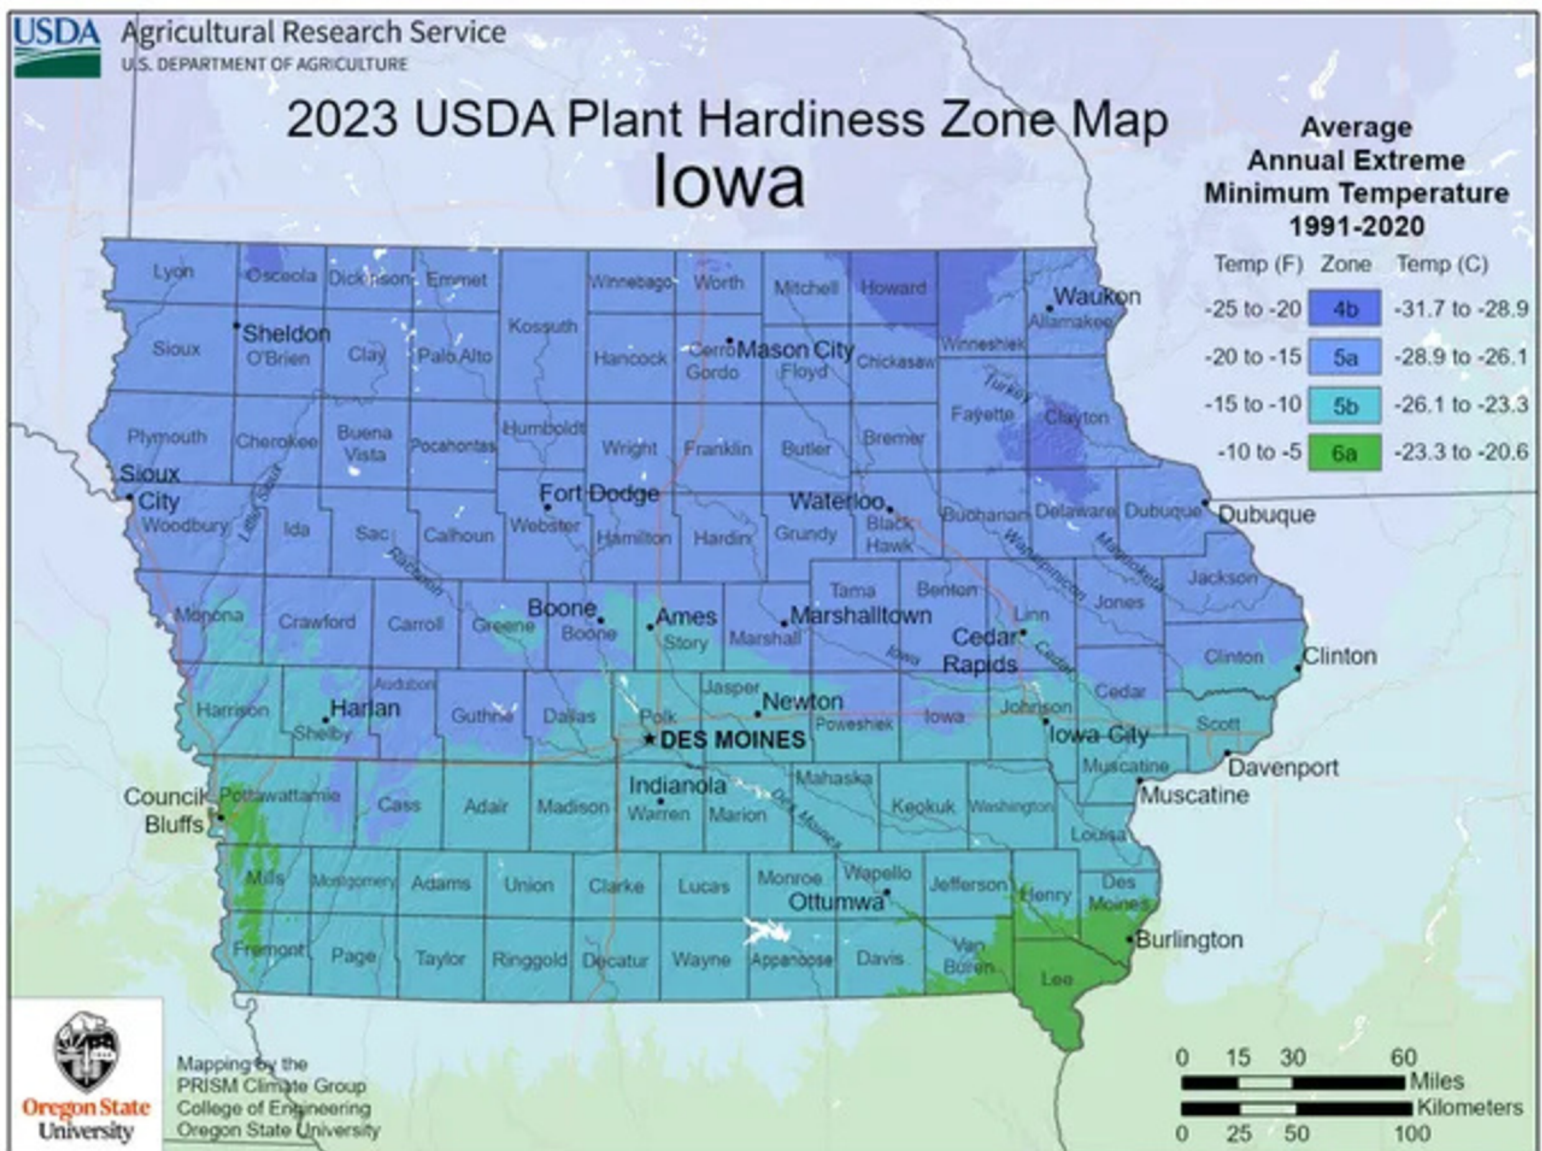 USDA
Agricultural Research Service
U.S. DEPARTMENT OF AGRICULTURE
2023 USDA Plant Hardiness Zone Map
Iowa
Average
Annual Extreme
Minimum Temperature
1991-2020
Temp (F) Zone Temp (C)
-25 to -20 4b -31.7 to -28.9
-20 to -15 5a -28.9 to -26.1
-15 to -10 5b -26.1 to -23.3
-10 to -5 6a -23.3 to -20.6
Lyon
Osceola
Dickinson
Emmet
Kossuth
Winnebago
Worth
Mitchell
Howard
Winneshiek
Waukon
Allamakee
Sheldon
Sioux
O'Brien
Clay
Palo Alto
Hancock
Cerro
Gordo
Mason City
Floyd
Chickasaw
Turkey
Fayette
Clayton
Plymouth
Cherokee
Buena
Vista
Pocahontas
Humboldt
Wright
Franklin
Butler
Bremer
Sioux
City
Woodbury
Little Sioux
Ida
Sac
Calhoun
Fort Dodge
Webster
Hamilton
Hardin
Grundy
Waterloo
Black
Hawk
Buchanan
Delaware
Dubuque
Dubuque
Raccoon
Wapsipinicon
Maquoketa
Monona
Crawford
Carroll
Greene
Boone
Boone
Ames
Story
Marshall
Marshalltown
Tama
Benton
Linn
Jones
Jackson
Cedar
Rapids
Iowa
Cedar
Clinton
Clinton
Harrison
Harlan
Shelby
Audubon
Guthrie
Dallas
Polk
Jasper
Newton
Poweshiek
Iowa
Johnson
Cedar
Scott
DES MOINES
Iowa City
Davenport
Council
Bluffs
Pottawattamie
Cass
Adair
Madison
Indianola
Warren
Marion
Mahaska
Des Moines
Keokuk
Washington
Muscatine
Muscatine
Louisa
Mills
Montgomery
Adams
Union
Clarke
Lucas
Monroe
Wapello
Ottumwa
Jefferson
Henry
Des
Moines
Fremont
Page
Taylor
Ringgold
Decatur
Wayne
Appanoose
Davis
Van
Buren
Lee
Burlington
Oregon State
University
Mapping by the
PRISM Climate Group
College of Engineering
Oregon State University
0 15 30 60
Miles
Kilometers
0 25 50 100